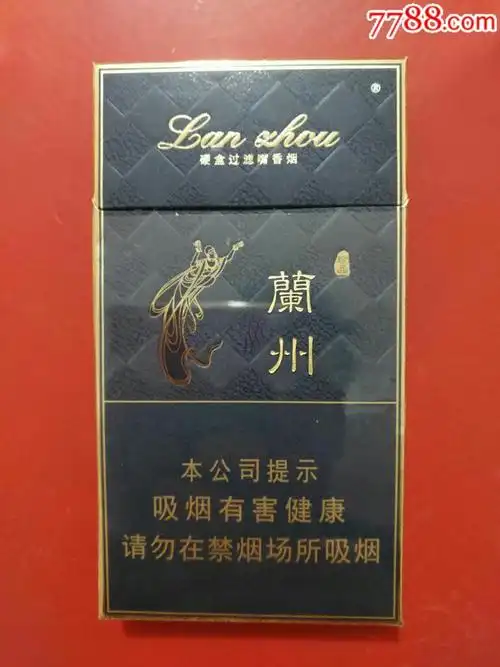 7788.com
Lan zhou
®
硬盒过滤嘴香烟
蘭州
本公司提示
吸烟有害健康
请勿在禁烟场所吸烟